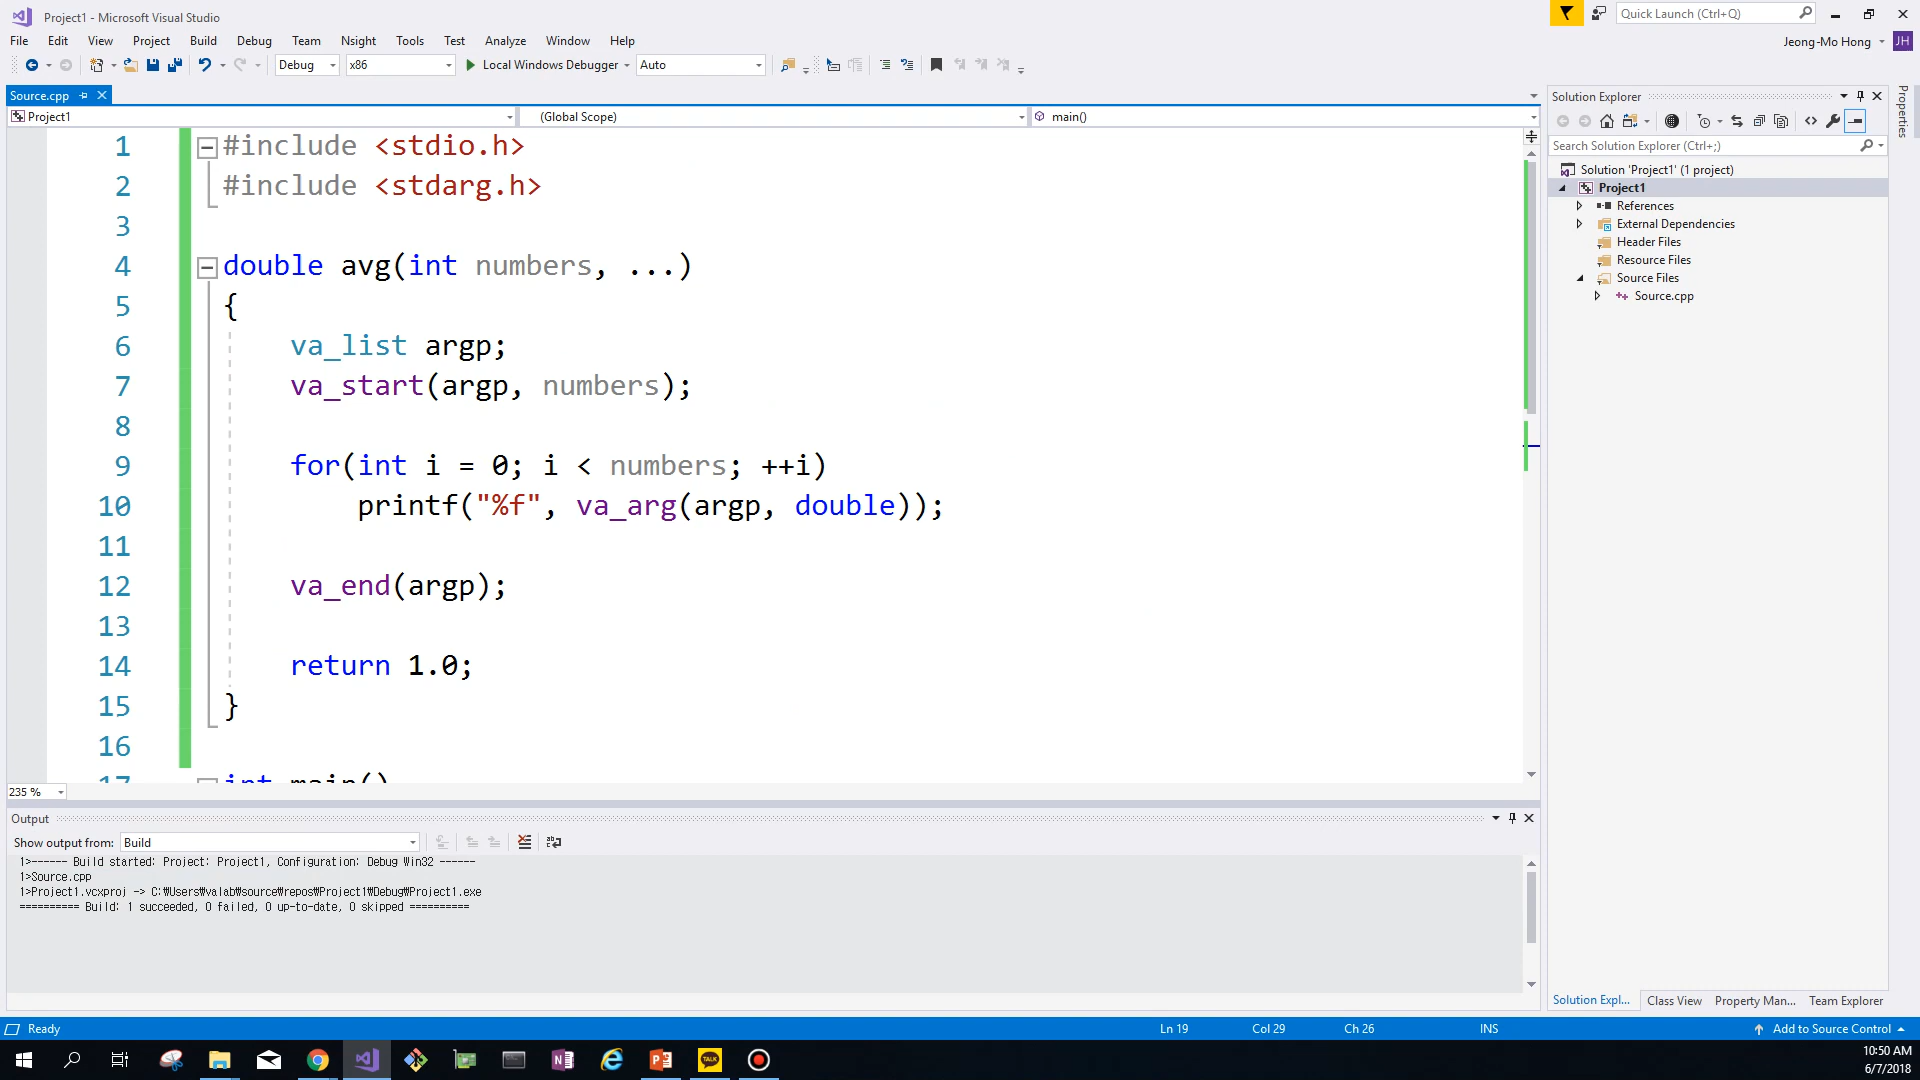 Project1 - Microsoft Visual Studio
Quick Launch (Ctrl+Q)
File Edit View Project Build Debug Team Nsight Tools Test Analyze Window Help
Jeong-Mo Hong JH
Debug x86 Local Windows Debugger Auto
Source.cpp
Project1 (Global Scope) main()
1 #include <stdio.h>
2 #include <stdarg.h>
3
4 double avg(int numbers, ...)
5 {
6 va_list argp;
7 va_start(argp, numbers);
8
9 for(int i = 0; i < numbers; ++i)
10 printf("%f", va_arg(argp, double));
11
12 va_end(argp);
13
14 return 1.0;
15 }
16
17 int main()
235 %
Output
Show output from: Build
1>------ Build started: Project: Project1, Configuration: Debug Win32 ------
1>Source.cpp
1>Project1.vcxproj -> C:₩Users₩valab₩source₩repos₩Project1₩Debug₩Project1.exe
========== Build: 1 succeeded, 0 failed, 0 up-to-date, 0 skipped ==========
Solution Explorer
Search Solution Explorer (Ctrl+;)
Solution 'Project1' (1 project)
Project1
References
External Dependencies
Header Files
Resource Files
Source Files
Source.cpp
Solution Expl... Class View Property Man... Team Explorer
Properties
Ready Ln 19 Col 29 Ch 26 INS Add to Source Control
TALK
10:50 AM
6/7/2018